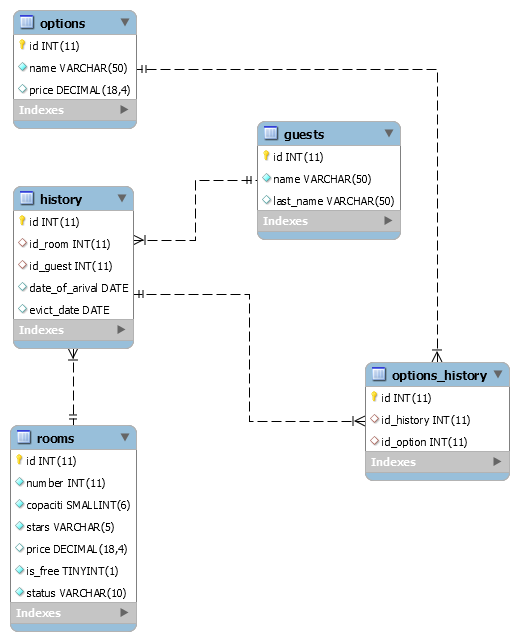 options
id INT(11)
name VARCHAR(50)
price DECIMAL(18,4)
Indexes
guests
id INT(11)
name VARCHAR(50)
last_name VARCHAR(50)
Indexes
history
id INT(11)
id_room INT(11)
id_guest INT(11)
date_of_arival DATE
evict_date DATE
Indexes
options_history
id INT(11)
id_history INT(11)
id_option INT(11)
Indexes
rooms
id INT(11)
number INT(11)
copaciti SMALLINT(6)
stars VARCHAR(5)
price DECIMAL(18,4)
is_free TINYINT(1)
status VARCHAR(10)
Indexes